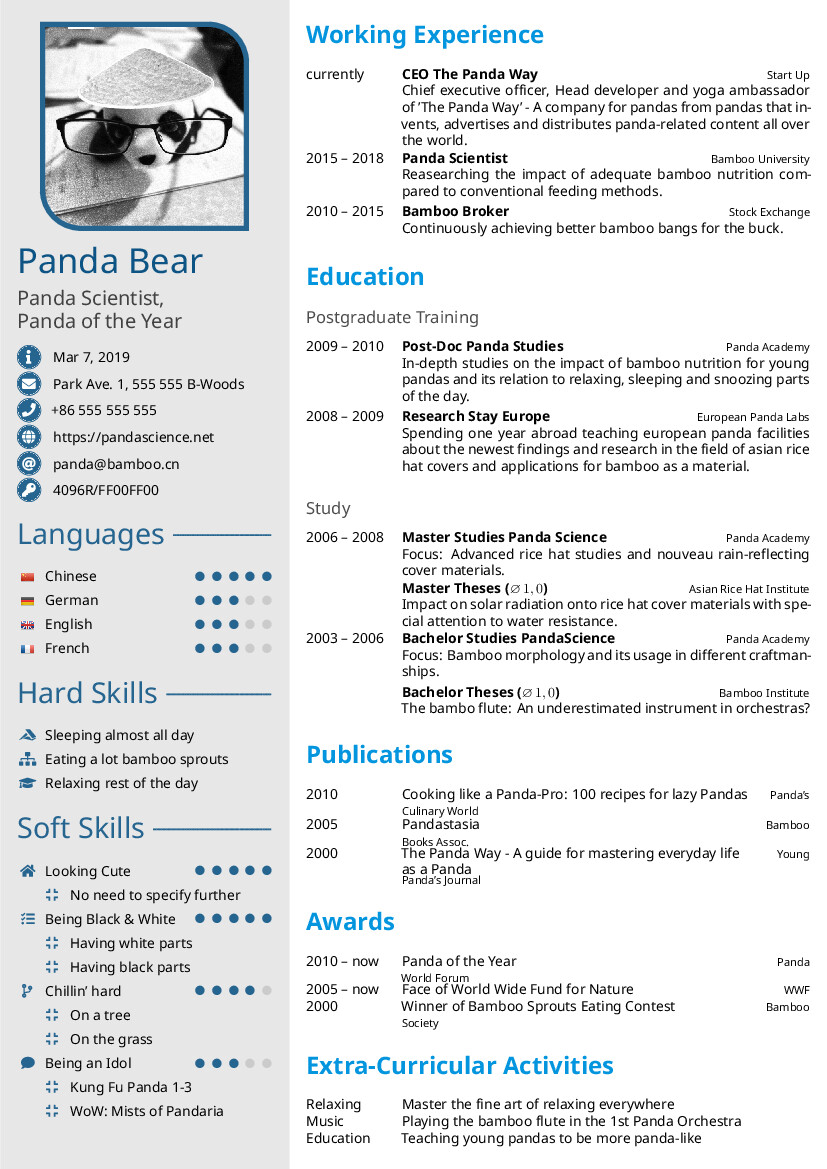 Panda Bear
Panda Scientist,
Panda of the Year
Mar 7, 2019
Park Ave. 1, 555 555 B-Woods
+86 555 555 555
https://pandascience.net
panda@bamboo.cn
4096R/FF00FF00
Languages
Chinese
German
English
French
Hard Skills
Sleeping almost all day
Eating a lot bamboo sprouts
Relaxing rest of the day
Soft Skills
Looking Cute
No need to specify further
Being Black & White
Having white parts
Having black parts
Chillin’ hard
On a tree
On the grass
Being an Idol
Kung Fu Panda 1-3
WoW: Mists of Pandaria
Working Experience
currently CEO The Panda Way Start Up
Chief executive officer, Head developer and yoga ambassador
of ’The Panda Way’ - A company for pandas from pandas that in-
vents, advertises and distributes panda-related content all over
the world.
2015 – 2018 Panda Scientist Bamboo University
Reasearching the impact of adequate bamboo nutrition com-
pared to conventional feeding methods.
2010 – 2015 Bamboo Broker Stock Exchange
Continuously achieving better bamboo bangs for the buck.
Education
Postgraduate Training
2009 – 2010 Post-Doc Panda Studies Panda Academy
In-depth studies on the impact of bamboo nutrition for young
pandas and its relation to relaxing, sleeping and snoozing parts
of the day.
2008 – 2009 Research Stay Europe European Panda Labs
Spending one year abroad teaching european panda facilities
about the newest findings and research in the field of asian rice
hat covers and applications for bamboo as a material.
Study
2006 – 2008 Master Studies Panda Science Panda Academy
Focus: Advanced rice hat studies and nouveau rain-reflecting
cover materials.
Master Theses (∅ 1, 0) Asian Rice Hat Institute
Impact on solar radiation onto rice hat cover materials with spe-
cial attention to water resistance.
2003 – 2006 Bachelor Studies PandaScience Panda Academy
Focus: Bamboo morphology and its usage in different craftman-
ships.
Bachelor Theses (∅ 1, 0) Bamboo Institute
The bambo flute: An underestimated instrument in orchestras?
Publications
2010 Cooking like a Panda-Pro: 100 recipes for lazy Pandas Panda’s
Culinary World
2005 Pandastasia Bamboo
Books Assoc.
2000 The Panda Way - A guide for mastering everyday life Young
as a Panda
Panda’s Journal
Awards
2010 – now Panda of the Year Panda
World Forum
2005 – now Face of World Wide Fund for Nature WWF
2000 Winner of Bamboo Sprouts Eating Contest Bamboo
Society
Extra-Curricular Activities
Relaxing Master the fine art of relaxing everywhere
Music Playing the bamboo flute in the 1st Panda Orchestra
Education Teaching young pandas to be more panda-like